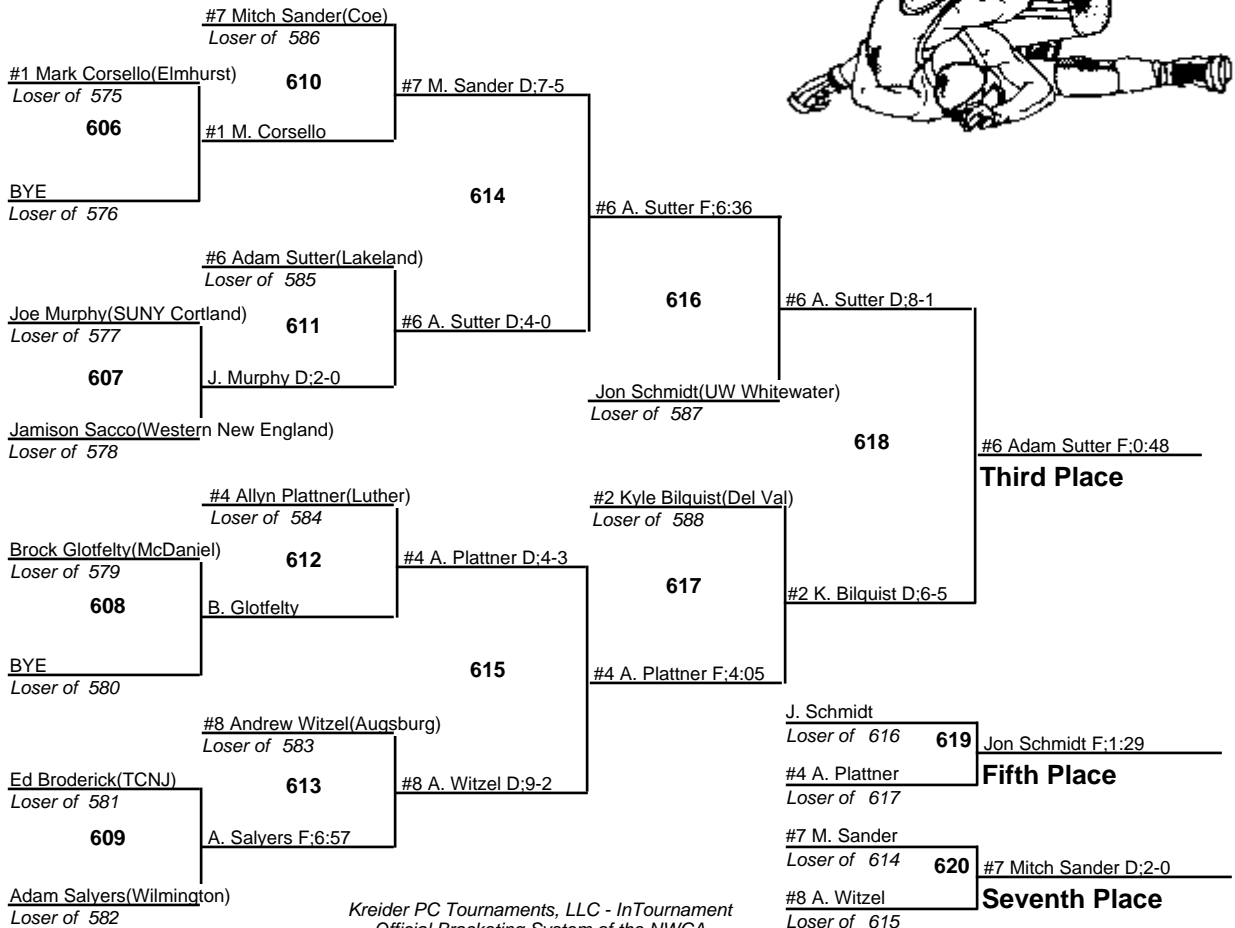 #7 Mitch Sander(Coe)
Loser of 586
#1 Mark Corsello(Elmhurst)
Loser of 575
610
#7 M. Sander D;7-5
606
#1 M. Corsello
BYE
Loser of 576
614
#6 A. Sutter F;6:36
#6 Adam Sutter(Lakeland)
Loser of 585
Joe Murphy(SUNY Cortland)
Loser of 577
611
#6 A. Sutter D;4-0
616
#6 A. Sutter D;8-1
607
J. Murphy D;2-0
Jon Schmidt(UW Whitewater)
Loser of 587
Jamison Sacco(Western New England)
Loser of 578
618
#6 Adam Sutter F;0:48
Third Place
#4 Allyn Plattner(Luther)
Loser of 584
#2 Kyle Bilquist(Del Val)
Loser of 588
Brock Glotfelty(McDaniel)
Loser of 579
612
#4 A. Plattner D;4-3
617
#2 K. Bilquist D;6-5
608
B. Glotfelty
BYE
Loser of 580
615
#4 A. Plattner F;4:05
#8 Andrew Witzel(Augsburg)
Loser of 583
J. Schmidt
Loser of 616
619
Jon Schmidt F;1:29
Fifth Place
#4 A. Plattner
Loser of 617
Ed Broderick(TCNJ)
Loser of 581
613
#8 A. Witzel D;9-2
609
A. Salyers F;6:57
#7 M. Sander
Loser of 614
620
#7 Mitch Sander D;2-0
Seventh Place
#8 A. Witzel
Loser of 615
Adam Salyers(Wilmington)
Loser of 582
Kreider PC Tournaments, LLC - InTournament
Official Bracketing System of the NWCA